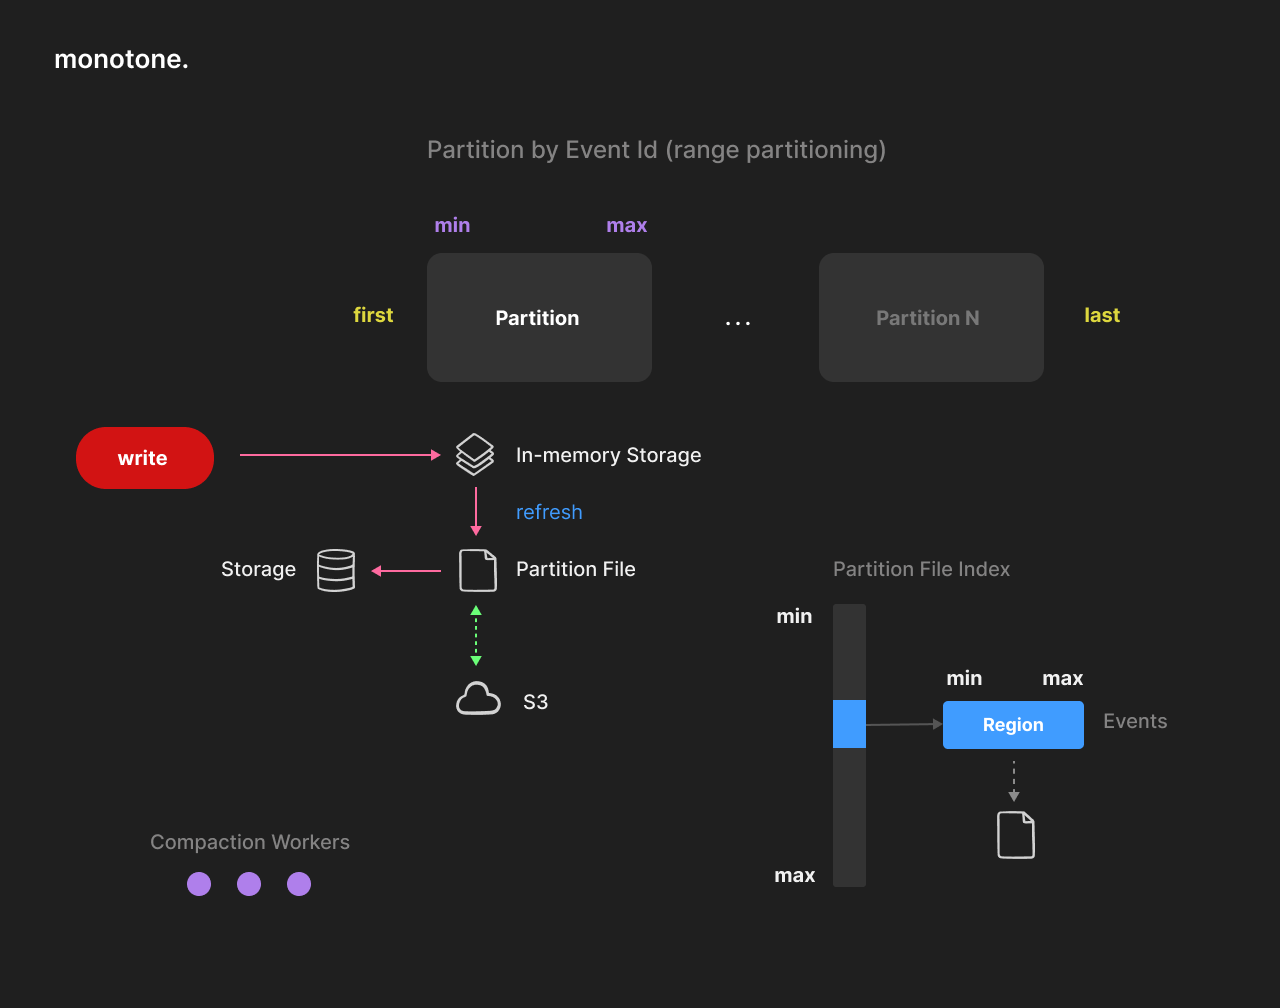 monotone.
Partition by Event Id (range partitioning)
min max
first Partition ... Partition N last
write In-memory Storage
refresh
Storage Partition File
Partition File Index
min
min max
S3
Region Events
Compaction Workers
max